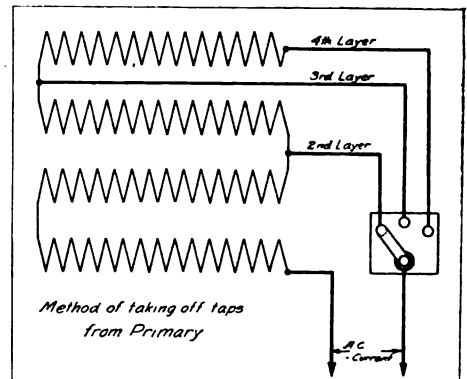 4th Layer
3rd Layer
2nd Layer
Method of taking off taps
from Primary
A C
- Current